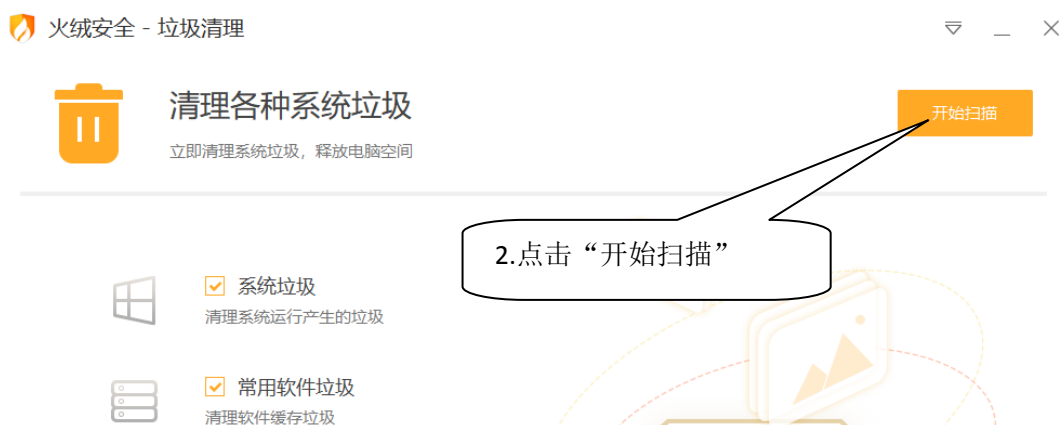 火绒安全 - 垃圾清理
清理各种系统垃圾
开始扫描
立即清理系统垃圾，释放电脑空间
2.点击“开始扫描”
系统垃圾
清理系统运行产生的垃圾
常用软件垃圾
清理软件缓存垃圾